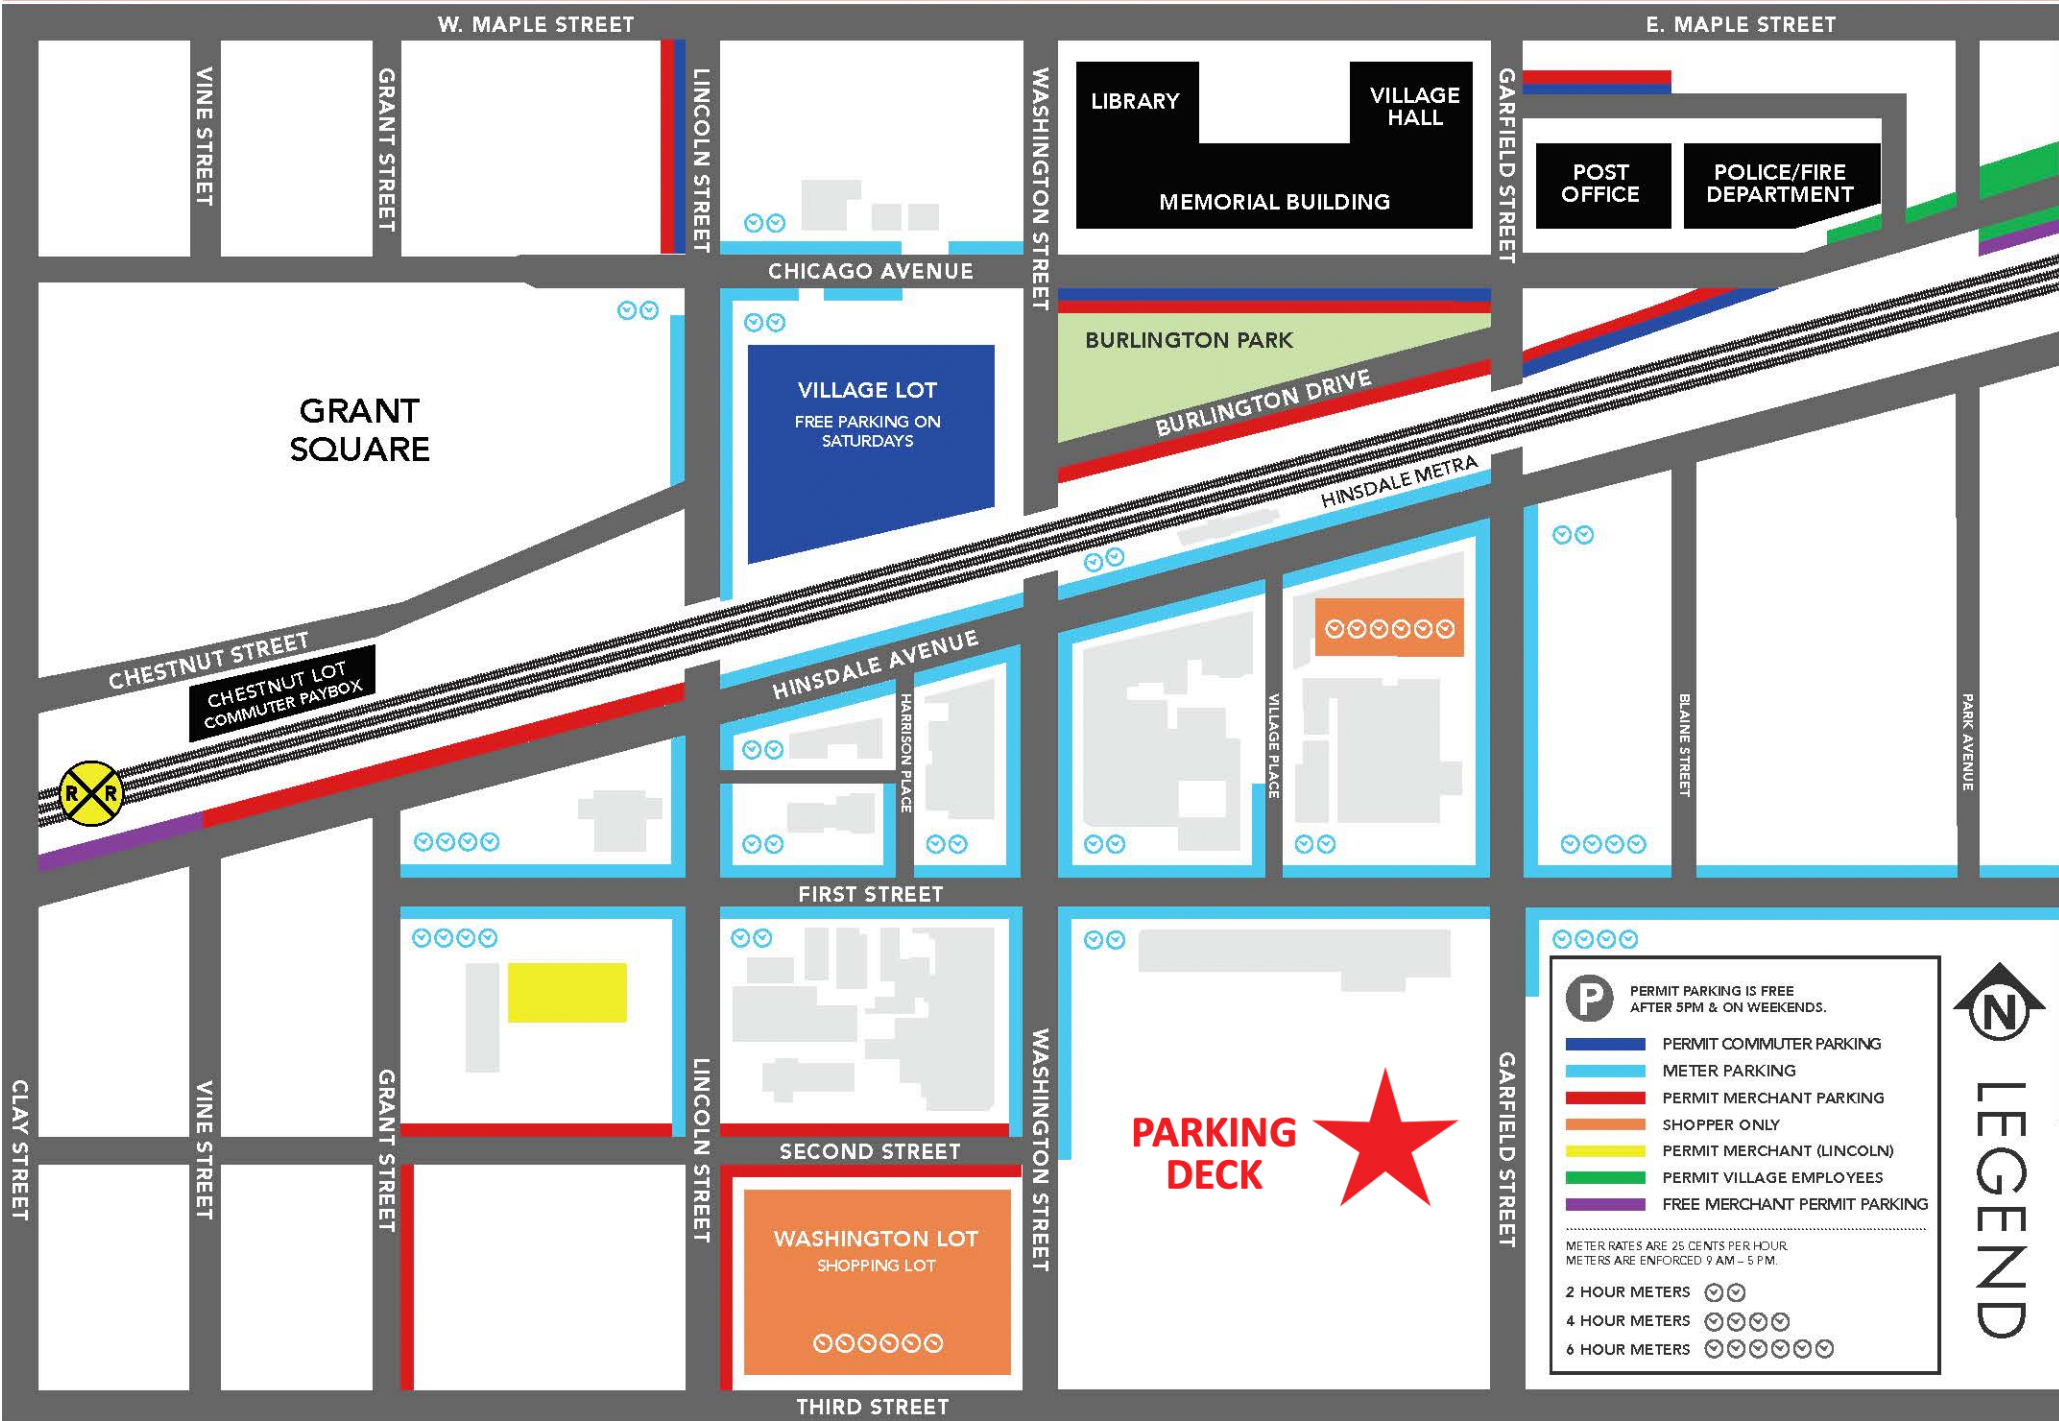 W. MAPLE STREET
E. MAPLE STREET
VINE STREET
GRANT STREET
LINCOLN STREET
WASHINGTON STREET
GARFIELD STREET
LIBRARY
VILLAGE
HALL
MEMORIAL BUILDING
POST
OFFICE
POLICE/FIRE
DEPARTMENT
CHICAGO AVENUE
BURLINGTON PARK
BURLINGTON DRIVE
GRANT
SQUARE
VILLAGE LOT
FREE PARKING ON
SATURDAYS
HINSDALE METRA
CHESTNUT STREET
CHESTNUT LOT
COMMUTER PAYBOX
HINSDALE AVENUE
HARRISON PLACE
VILLAGE PLACE
BLAINE STREET
PARK AVENUE
R R
FIRST STREET
CLAY STREET
VINE STREET
GRANT STREET
LINCOLN STREET
WASHINGTON STREET
GARFIELD STREET
SECOND STREET
PARKING
DECK
WASHINGTON LOT
SHOPPING LOT
THIRD STREET
P
PERMIT PARKING IS FREE
AFTER 5PM & ON WEEKENDS.
PERMIT COMMUTER PARKING
METER PARKING
PERMIT MERCHANT PARKING
SHOPPER ONLY
PERMIT MERCHANT (LINCOLN)
PERMIT VILLAGE EMPLOYEES
FREE MERCHANT PERMIT PARKING
METER RATES ARE 25 CENTS PER HOUR.
METERS ARE ENFORCED 9 AM – 5 PM.
2 HOUR METERS
4 HOUR METERS
6 HOUR METERS
N
LEGEND